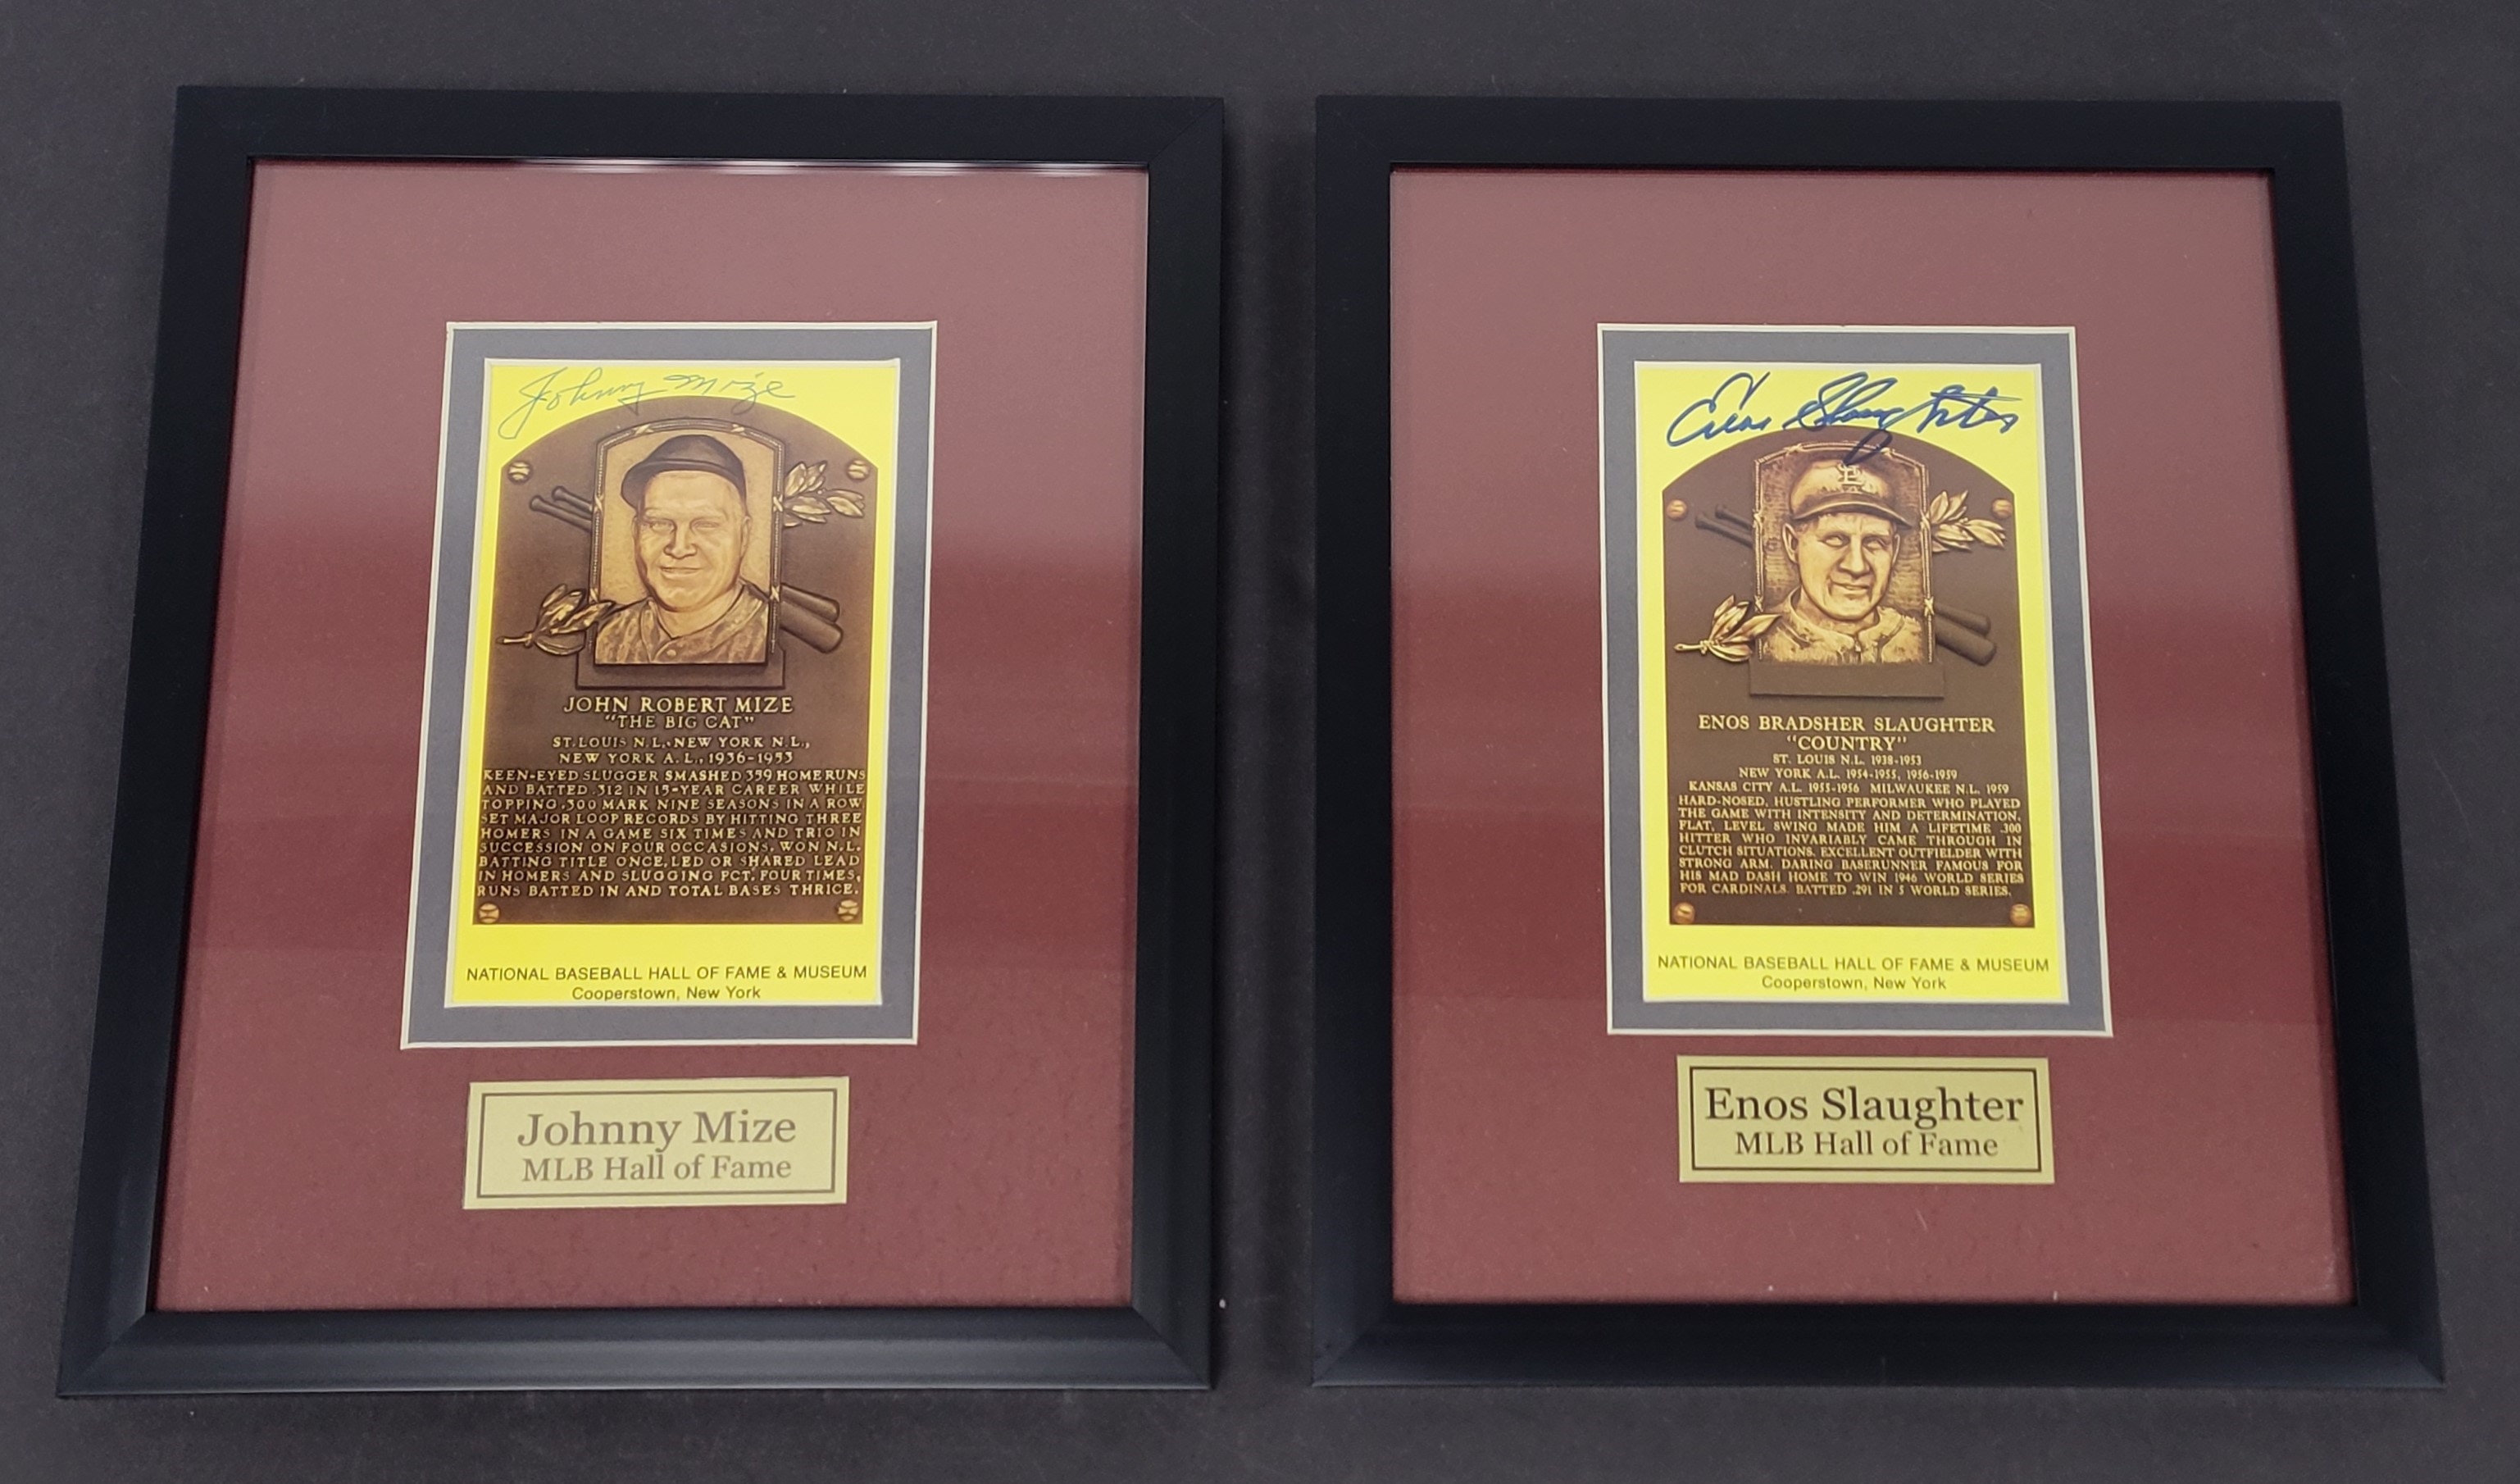 Johnny Mize
JOHN ROBERT MIZE
"THE BIG CAT"
ST. LOUIS N.L., NEW YORK N.L.,
NEW YORK A.L., 1936-1953
KEEN-EYED SLUGGER SMASHED 359 HOME RUNS
AND BATTED .312 IN 15-YEAR CAREER WHILE
TOPPING .300 MARK NINE SEASONS IN A ROW
SET MAJOR LOOP RECORDS BY HITTING THREE
HOMERS IN A GAME SIX TIMES AND TRIO IN
SUCCESSION ON FOUR OCCASIONS. WON N.L.
BATTING TITLE ONCE, LED OR SHARED LEAD
IN HOMERS AND SLUGGING PCT. FOUR TIMES,
RUNS BATTED IN AND TOTAL BASES THRICE.
NATIONAL BASEBALL HALL OF FAME & MUSEUM
Cooperstown, New York
Johnny Mize
MLB Hall of Fame
Enos Slaughter
STL
ENOS BRADSHER SLAUGHTER
"COUNTRY"
ST. LOUIS N.L. 1938-1953
NEW YORK A.L. 1954-1955, 1956-1959
KANSAS CITY A.L. 1955-1956 MILWAUKEE N.L. 1959
HARD-NOSED, HUSTLING PERFORMER WHO PLAYED
THE GAME WITH INTENSITY AND DETERMINATION.
FLAT, LEVEL SWING MADE HIM A LIFETIME .300
HITTER WHO INVARIABLY CAME THROUGH IN
CLUTCH SITUATIONS. EXCELLENT OUTFIELDER WITH
STRONG ARM. DARING BASERUNNER FAMOUS FOR
HIS MAD DASH HOME TO WIN 1946 WORLD SERIES
FOR CARDINALS. BATTED .291 IN 5 WORLD SERIES.
NATIONAL BASEBALL HALL OF FAME & MUSEUM
Cooperstown, New York
Enos Slaughter
MLB Hall of Fame